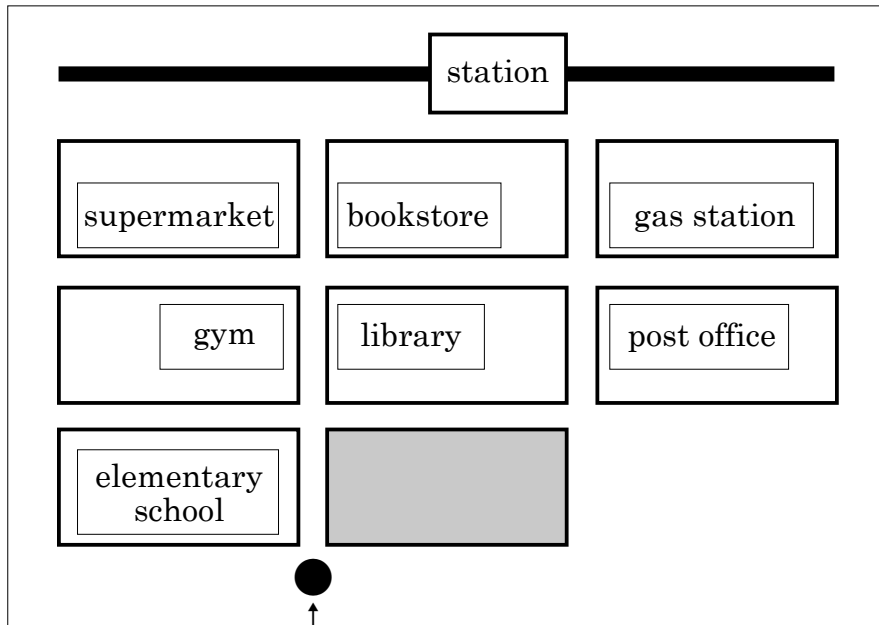 station
supermarket
bookstore
gas station
gym
library
post office
elementary
school